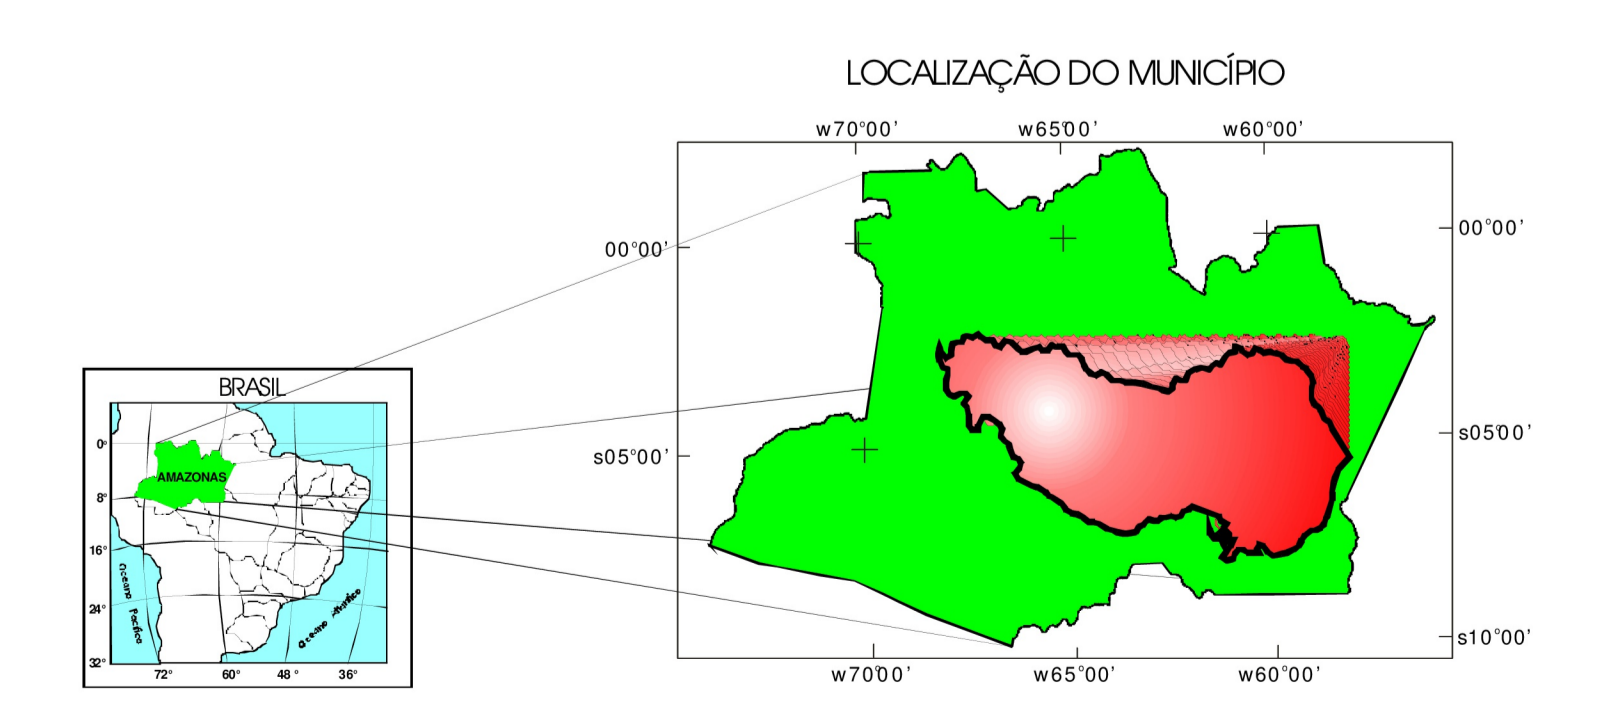 LOCALIZAÇÃO DO MUNICÍPIO
w70°00' w65°00' w60°00'
00°00' 00°00'
s05°00' s05°00'
s10°00'
w70°00' w65°00' w60°00'
BRASIL
0°
AMAZONAS
8°
16°
Oceano Pacífico
Oceano Atlântico
24°
32°
72° 60° 48° 36°